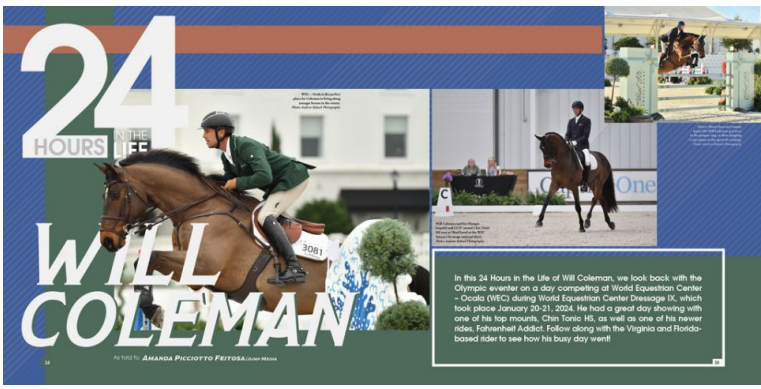 24
HOURS
IN THE
LIFE
3081
WILL
COLEMAN
As told to AMANDA PICCIOTTO FEITOSA/JUMP MEDIA
34
C
One
In this 24 Hours in the Life of Will Coleman, we look back with the
Olympic eventer on a day competing at World Equestrian Center
– Ocala (WEC) during World Equestrian Center Dressage IX, which
took place January 20-21, 2024. He had a great day showing with
one of his top mounts, Chin Tonic HS, as well as one of his newer
rides, Fahrenheit Addict. Follow along with the Virginia and Florida-
based rider to see how his busy day went!
35